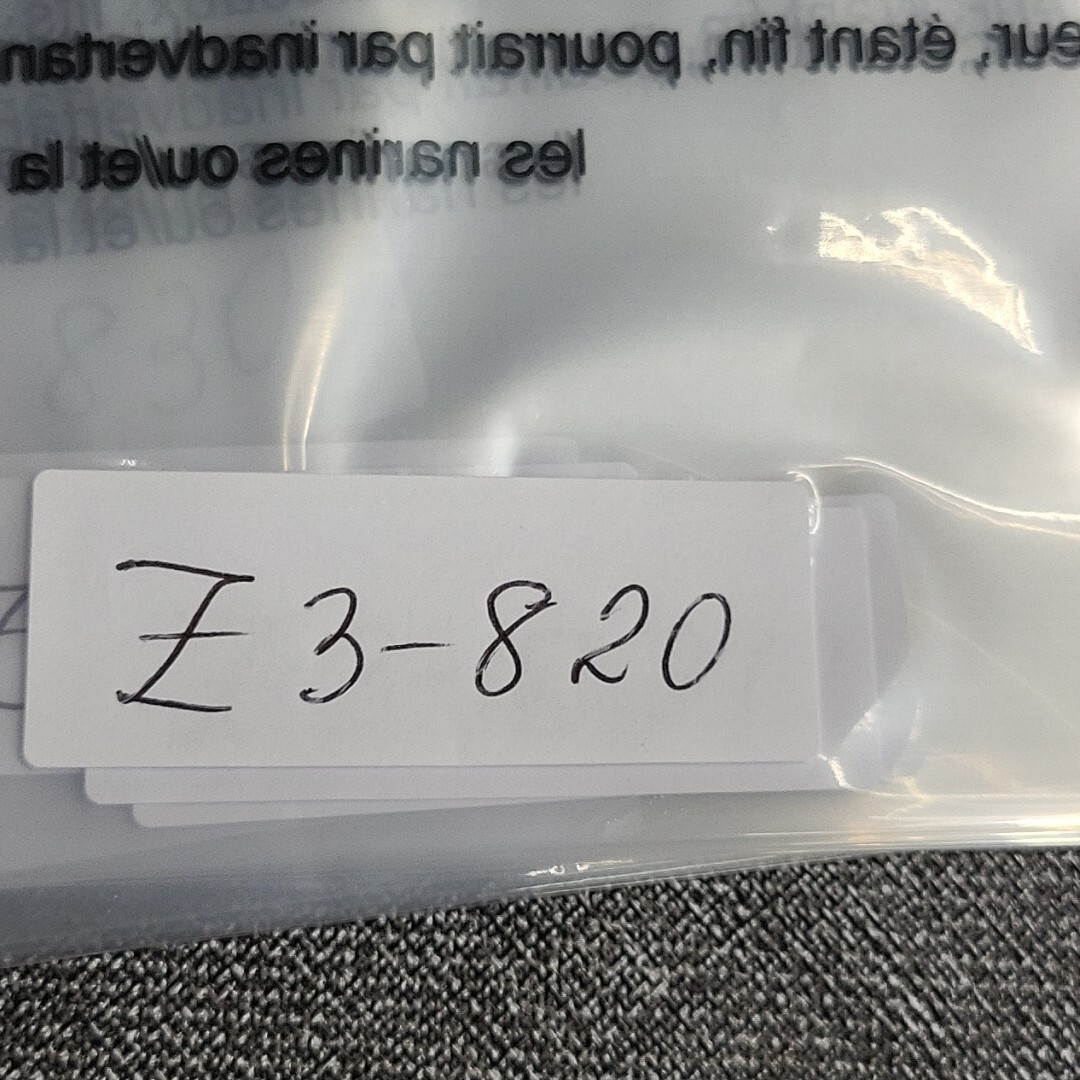 eur, étant fin, pourrait par inadvertan
les narines ou/et la
Z3-820